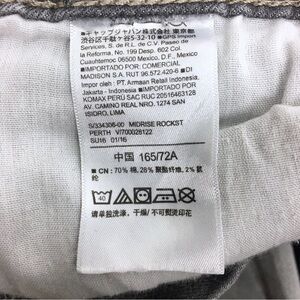 ■ギャップジャパン株式会社 東京都
渋谷区千駄ヶ谷5-32-10 ■GPS Import
Services, S. de R.L. de C.V. Paseo de
La Reforma No. 199 Desp. 602, Col.
Cuauhtemoc 06500 Mexico, D.F., Mexico
■IMPORTADO POR: COMERCIAL
MADISON S.A. RUT 96.572.420-6 ■Di
Impor oleh: PT. Armaan Retail Indonesia,
Jakarta - Indonesia ■IMPORTADO POR
KOMAX PERÚ SAC RUC 20516463128
AV. CAMINO REAL NRO. 1274 SAN
ISIDRO, LIMA
S/334306-00 MIDRISE ROCKST
PERTH V/700028122
SU16 01/16
中国 165/72A
■ CN: 70% 棉, 28% 聚酯纤维, 2% 氨
纶
40
请单独洗涤, 干燥/ 不可熨烫印花